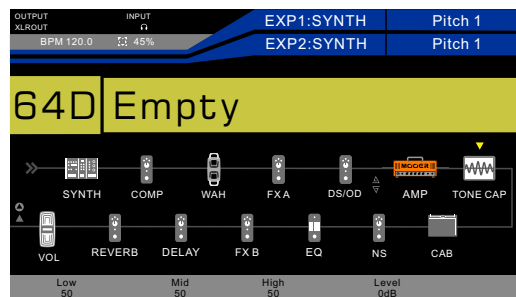 OUTPUT INPUT
XLROUT
BPM 120.0 45%
EXP1:SYNTH Pitch 1
EXP2:SYNTH Pitch 1
64D Empty
MOOER
SYNTH COMP WAH FX A DS/OD AMP TONE CAP
VOL REVERB DELAY FX B EQ NS CAB
Low Mid High Level
50 50 50 0dB